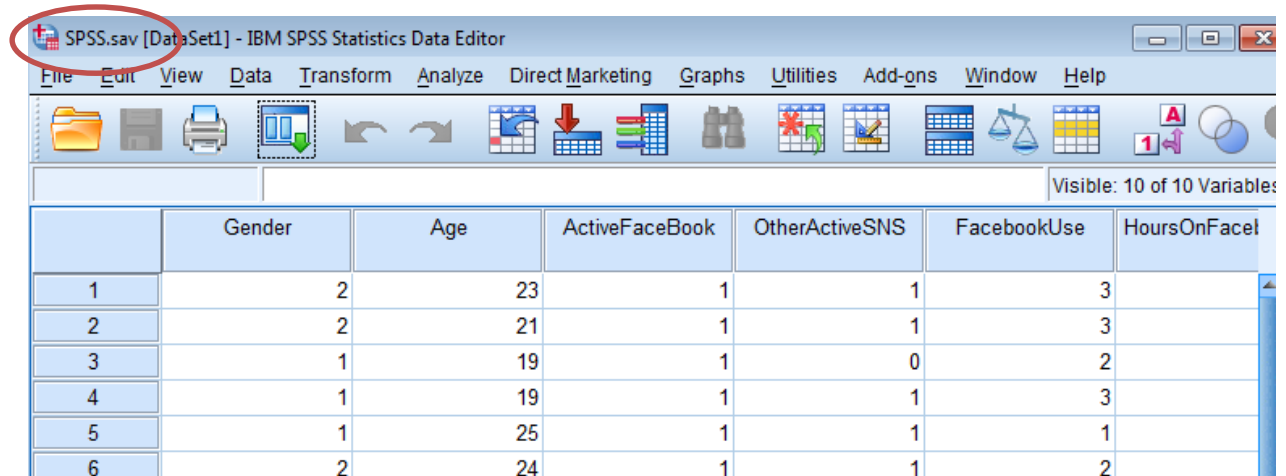 SPSS.sav [DataSet1] - IBM SPSS Statistics Data Editor
File Edit View Data Transform Analyze Direct Marketing Graphs Utilities Add-ons Window Help
A
1
Visible: 10 of 10 Variables
Gender Age ActiveFaceBook OtherActiveSNS FacebookUse HoursOnFaceb
1 2 23 1 1 3
2 2 21 1 1 3
3 1 19 1 0 2
4 1 19 1 1 3
5 1 25 1 1 1
6 2 24 1 1 2